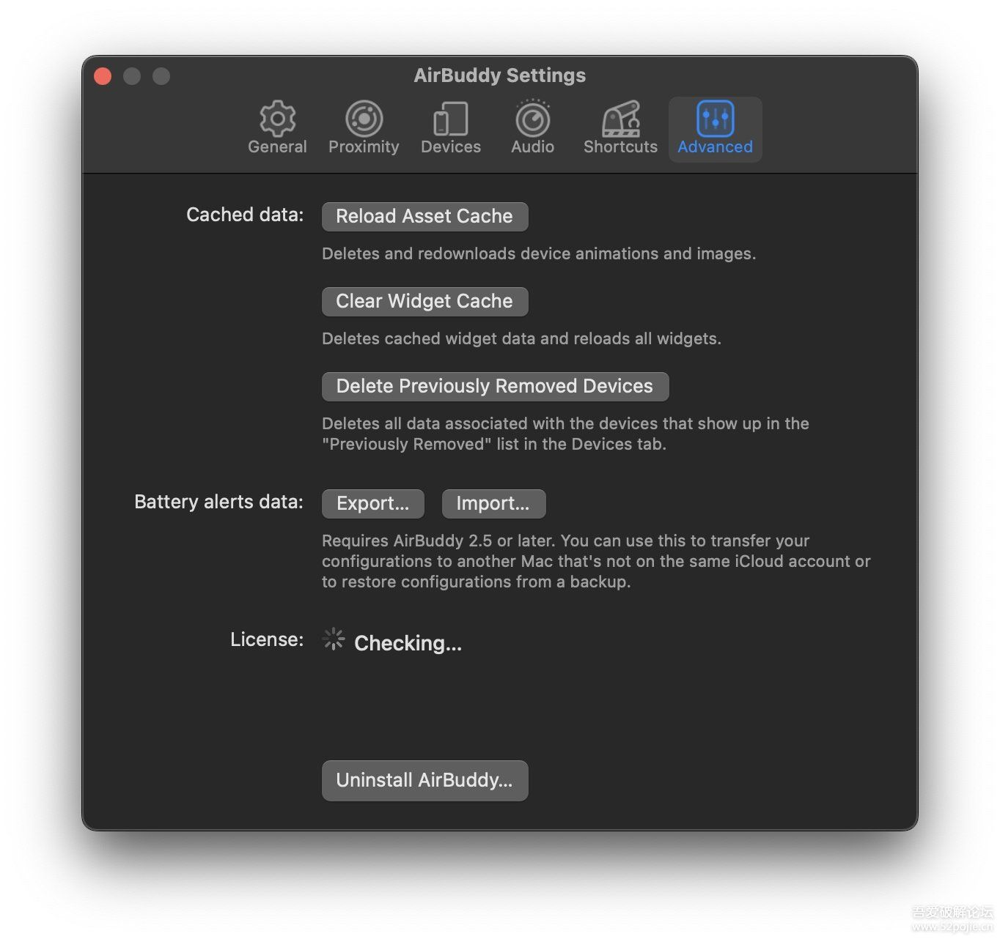 AirBuddy Settings
General Proximity Devices Audio Shortcuts Advanced
Cached data: Reload Asset Cache
Deletes and redownloads device animations and images.
Clear Widget Cache
Deletes cached widget data and reloads all widgets.
Delete Previously Removed Devices
Deletes all data associated with the devices that show up in the
"Previously Removed" list in the Devices tab.
Battery alerts data: Export... Import...
Requires AirBuddy 2.5 or later. You can use this to transfer your
configurations to another Mac that's not on the same iCloud account or
to restore configurations from a backup.
License: Checking...
Uninstall AirBuddy...
吾爱破解论坛
www.52pojie.cn